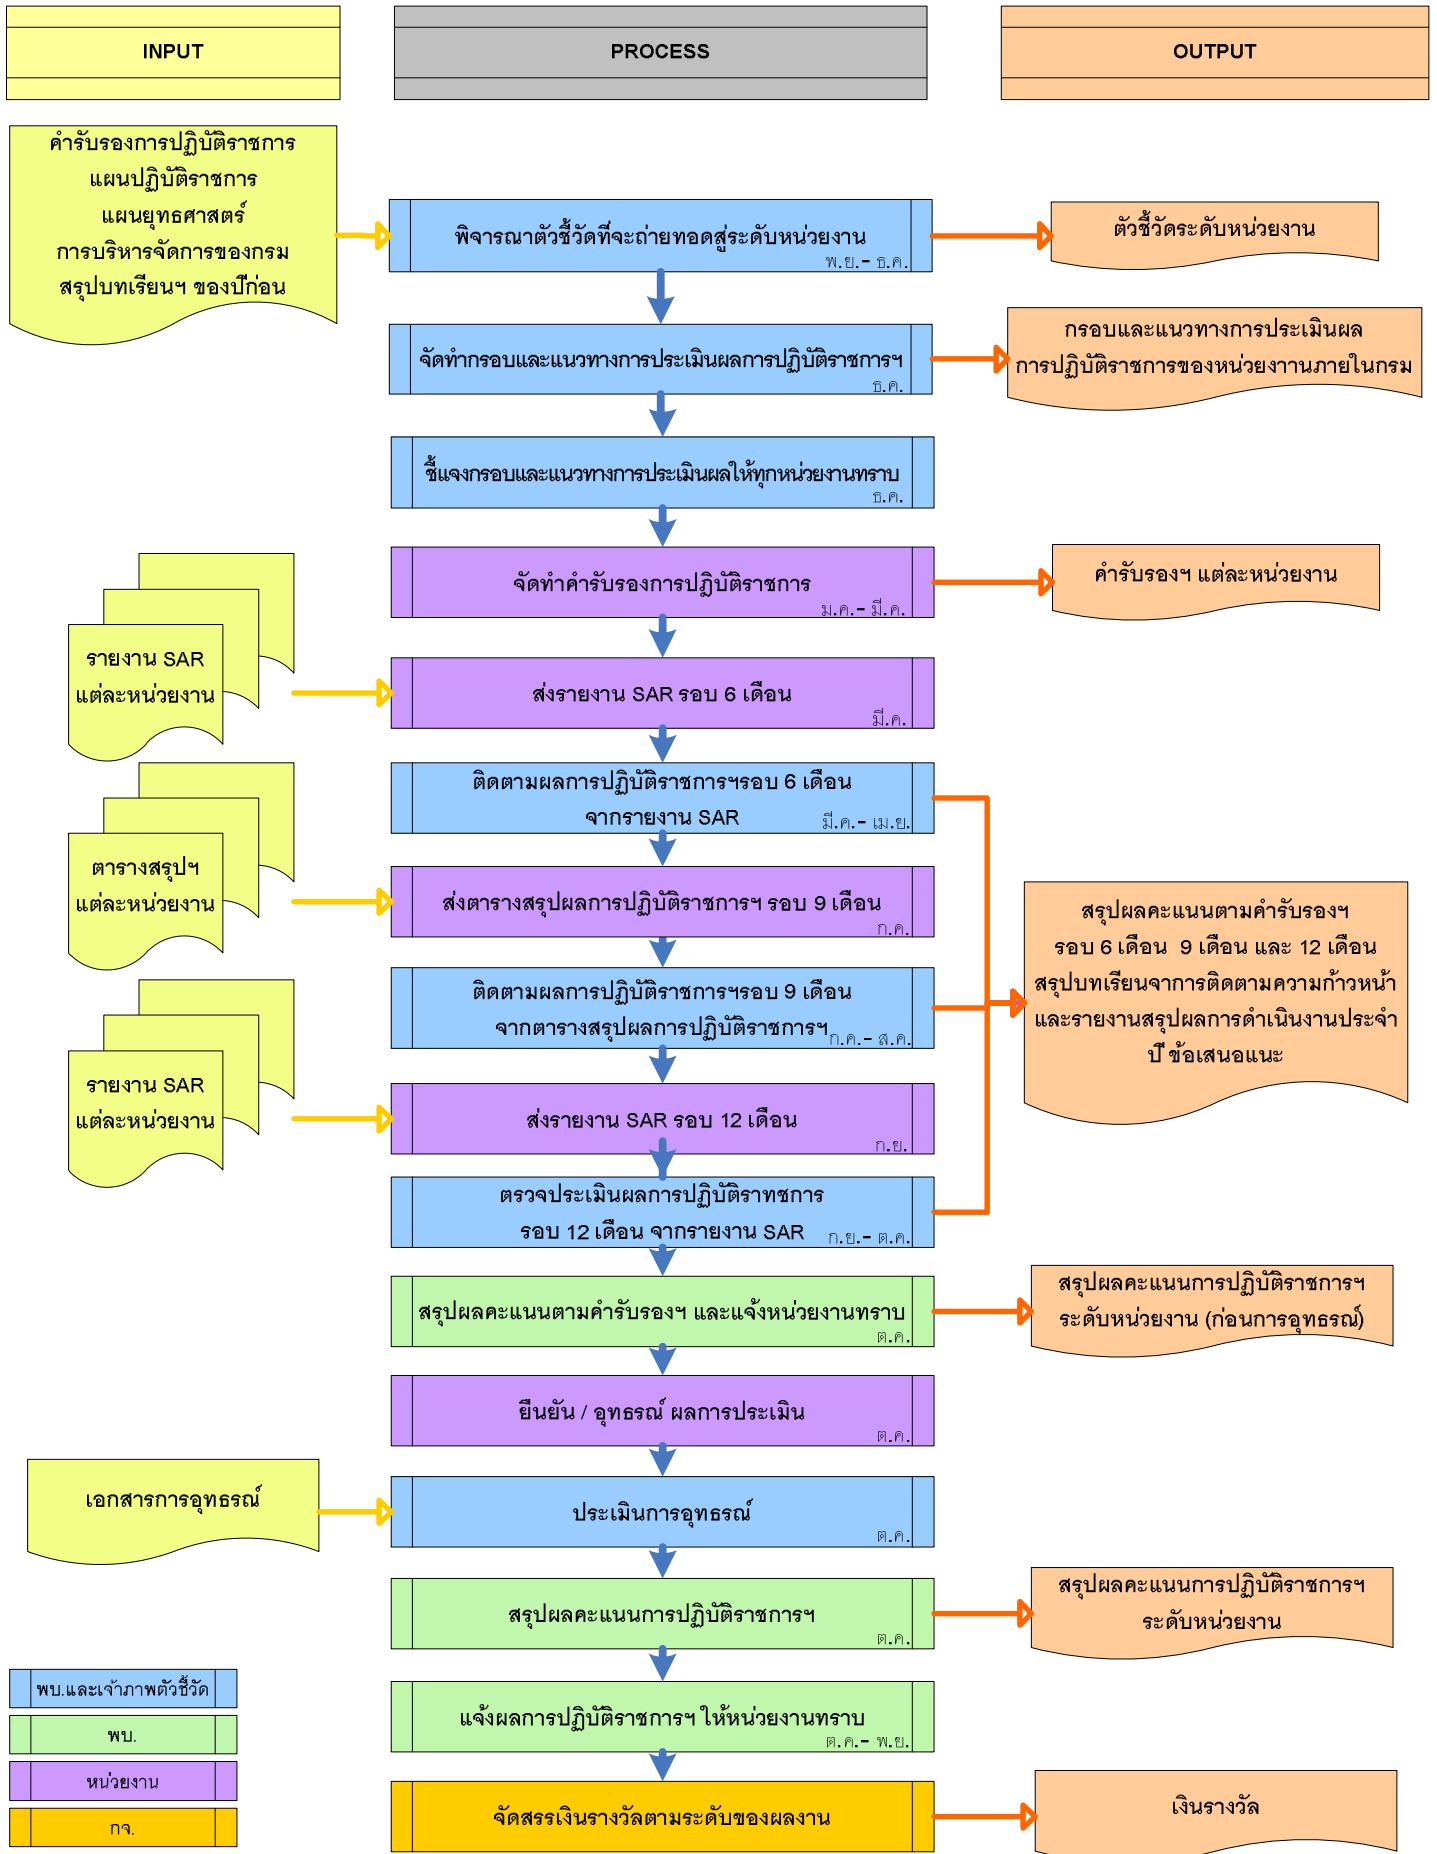 INPUT
PROCESS
OUTPUT
คำรับรองการปฏิบัติราชการ
แผนปฏิบัติราชการ
แผนยุทธศาสตร์
การบริหารจัดการของกรม
สรุปบทเรียนฯ ของปีก่อน
พิจารณาตัวชี้วัดที่จะถ่ายทอดสู่ระดับหน่วยงาน
พ.ย.- ธ.ค.
ตัวชี้วัดระดับหน่วยงาน
จัดทำกรอบและแนวทางการประเมินผลการปฏิบัติราชการฯ
ธ.ค.
กรอบและแนวทางการประเมินผล
การปฏิบัติราชการของหน่วยงาานภายในกรม
ชี้แจงกรอบและแนวทางการประเมินผลให้ทุกหน่วยงานทราบ
ธ.ค.
จัดทำคำรับรองการปฎิบัติราชการ
ม.ค.- มี.ค.
คำรับรองฯ แต่ละหน่วยงาน
รายงาน SAR
แต่ละหน่วยงาน
ส่งรายงาน SAR รอบ 6 เดือน
มี.ค.
ติดตามผลการปฏิบัติราชการฯรอบ 6 เดือน
จากรายงาน SAR
มี.ค.- เม.ย.
ตารางสรุปฯ
แต่ละหน่วยงาน
ส่งตารางสรุปผลการปฏิบัติราชการฯ รอบ 9 เดือน
ก.ค.
ติดตามผลการปฏิบัติราชการฯรอบ 9 เดือน
จากตารางสรุปผลการปฏิบัติราชการฯ
ก.ค.- ส.ค.
สรุปผลคะแนนตามคำรับรองฯ
รอบ 6 เดือน 9 เดือน และ 12 เดือน
สรุปบทเรียนจาการติดตามความก้าวหน้า
และรายงานสรุปผลการดำเนินงานประจำ
ปี ข้อเสนอแนะ
รายงาน SAR
แต่ละหน่วยงาน
ส่งรายงาน SAR รอบ 12 เดือน
ก.ย.
ตรวจประเมินผลการปฏิบัติราทชการ
รอบ 12 เดือน จากรายงาน SAR
ก.ย.- ต.ค.
สรุปผลคะแนนตามคำรับรองฯ และแจ้งหน่วยงานทราบ
ต.ค.
สรุปผลคะแนนการปฏิบัติราชการฯ
ระดับหน่วยงาน (ก่อนการอุทธรณ์)
ยืนยัน / อุทธรณ์ ผลการประเมิน
ต.ค.
เอกสารการอุทธรณ์
ประเมินการอุทธรณ์
ต.ค.
สรุปผลคะแนนการปฏิบัติราชการฯ
ต.ค.
สรุปผลคะแนนการปฏิบัติราชการฯ
ระดับหน่วยงาน
แจ้งผลการปฏิบัติราชการฯ ให้หน่วยงานทราบ
ต.ค.- พ.ย.
จัดสรรเงินรางวัลตามระดับของผลงาน
เงินรางวัล
พบ.และเจ้าภาพตัวชี้วัด
พบ.
หน่วยงาน
กจ.